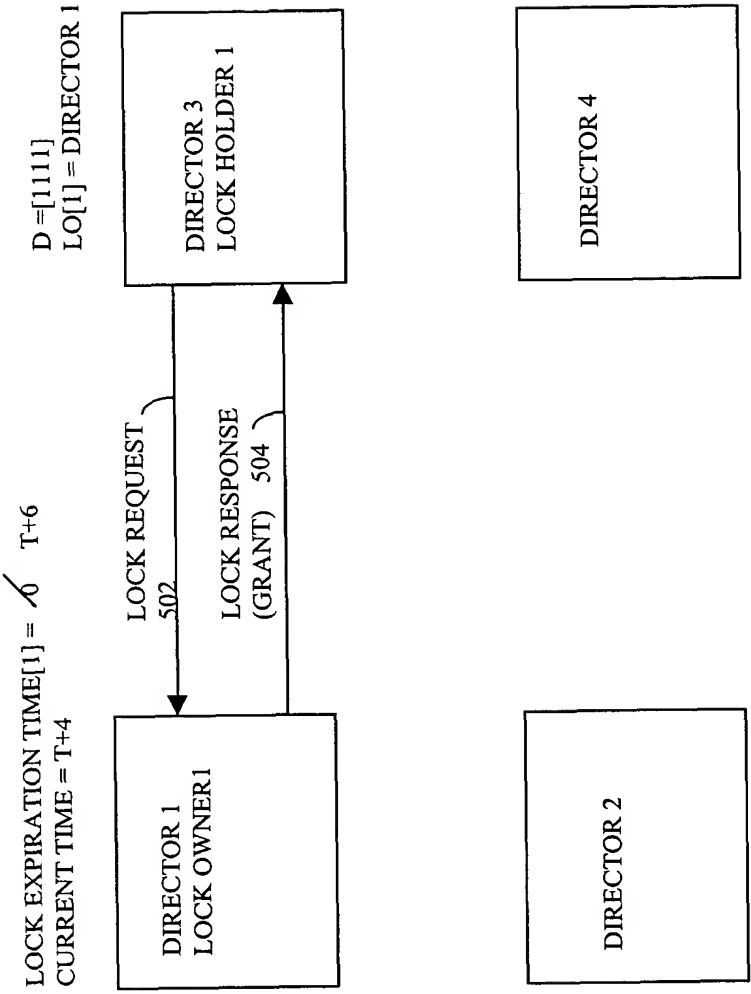 LOCK EXPIRATION TIME[1] = 0 T+6
CURRENT TIME = T+4
D =[1111]
LO[1] = DIRECTOR 1
DIRECTOR 1
LOCK OWNER1
LOCK REQUEST
502
LOCK RESPONSE
(GRANT) 504
DIRECTOR 3
LOCK HOLDER 1
DIRECTOR 2
DIRECTOR 4